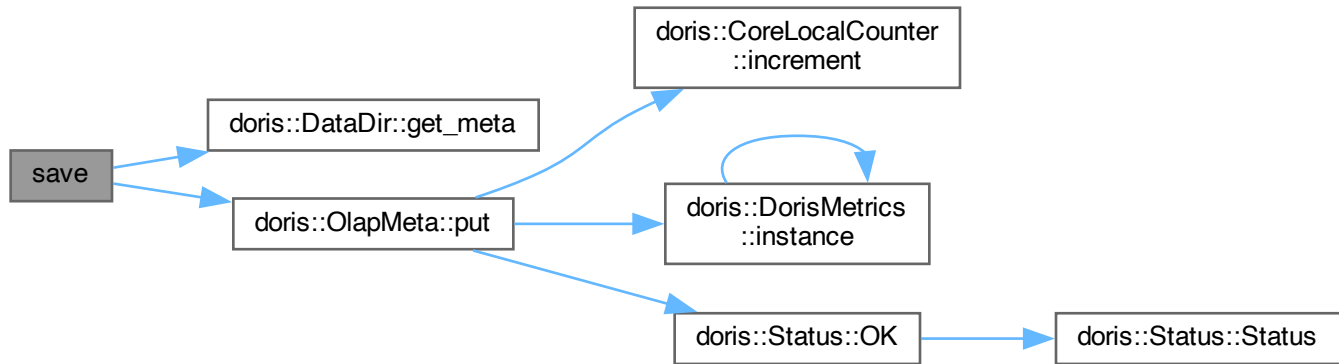 doris::CoreLocalCounter
::increment
doris::DataDir::get_meta
save
doris::OlapMeta::put
doris::DorisMetrics
::instance
doris::Status::OK
doris::Status::Status